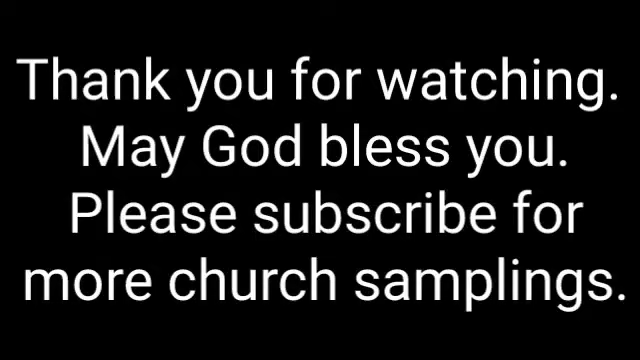 Thank you for watching.
May God bless you.
Please subscribe for
more church samplings.